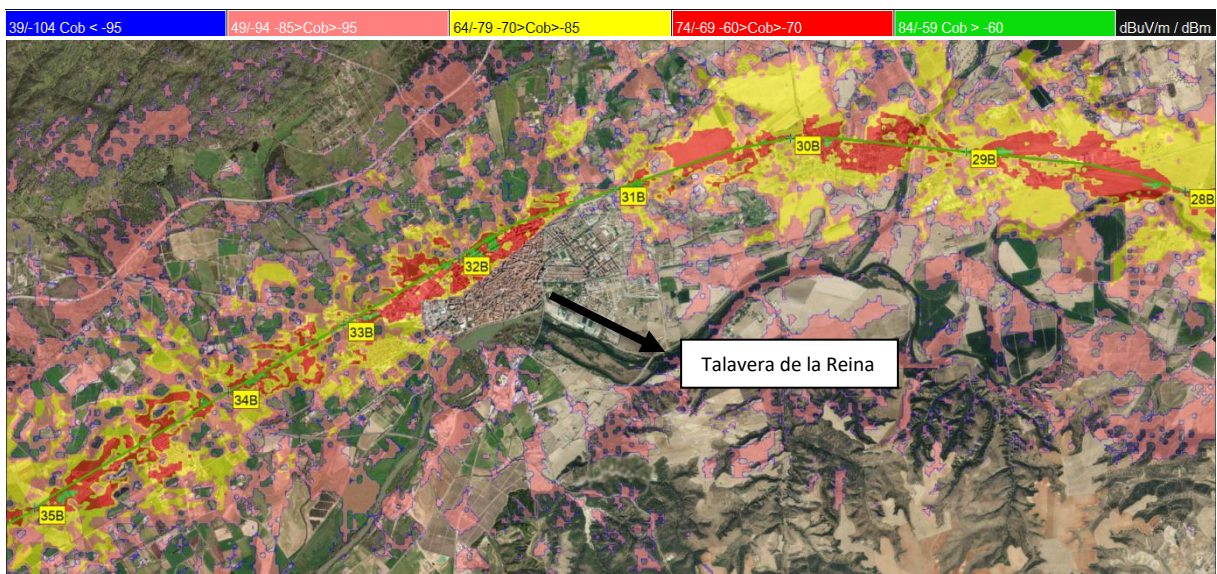 39/-104 Cob < -95 49/-94 -85>Cob>-95 64/-79 -70>Cob>-85 74/-69 -60>Cob>-70 84/-59 Cob > -60 dBuV/m / dBm
30B
29B
31B
28B
32B
33B
Talavera de la Reina
34B
35B